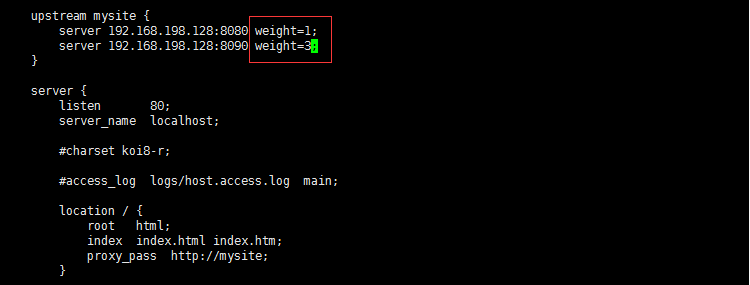 upstream mysite {
    server 192.168.198.128:8080 weight=1;
    server 192.168.198.128:8090 weight=3;
}

server {
    listen       80;
    server_name  localhost;

    #charset koi8-r;

    #access_log  logs/host.access.log  main;

    location / {
        root   html;
        index  index.html index.htm;
        proxy_pass  http://mysite;
    }